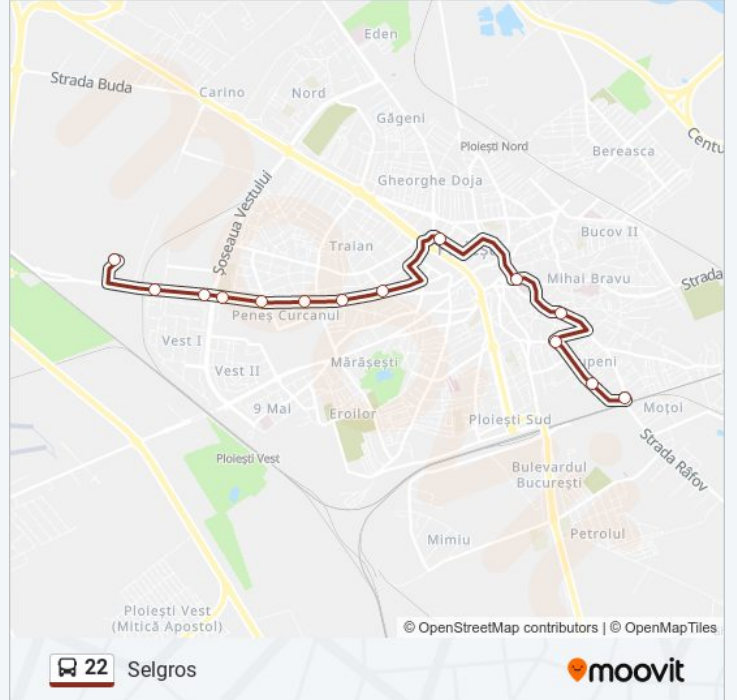 Eden
Strada Buda
Carino
Nord
Găgeni
Centu
Ploiești Nord
Bereasca
Gheorghe Doja
Șoseaua Vestului
Bucov II
Traian
Mihai Bravu
Strada
Peneș Curcanul
Vest I
Mărășești
upeni
Vest II
9 Mai
Eroilor
Moțoi
Ploiești Sud
Ploiești Vest
Strada Râfov
Bulevardul
București
Petrolul
Mimiu
Ploiești Vest
(Mitică Apostol)
© OpenStreetMap contributors | © OpenMapTiles
22 Selgros
moovit